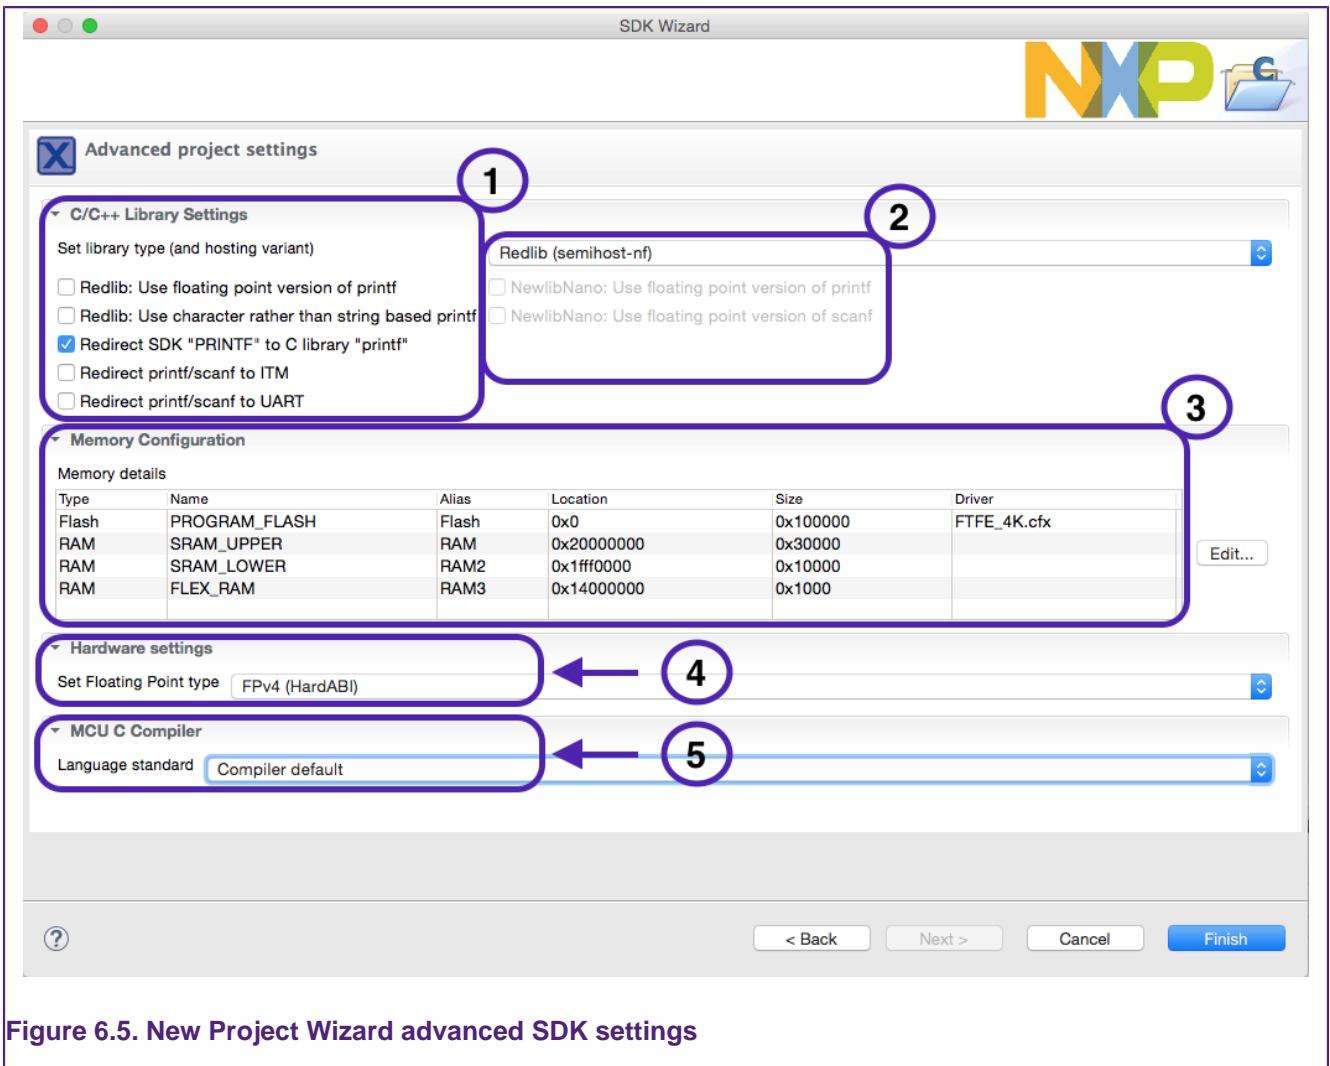 SDK Wizard
NXP
C
X
Advanced project settings
1
C/C++ Library Settings
2
Set library type (and hosting variant) Redlib (semihost-nf)
Redlib: Use floating point version of printf NewlibNano: Use floating point version of printf
Redlib: Use character rather than string based printf NewlibNano: Use floating point version of scanf
Redirect SDK "PRINTF" to C library "printf"
Redirect printf/scanf to ITM
Redirect printf/scanf to UART
3
Memory Configuration
Memory details
Type Name Alias Location Size Driver
Flash PROGRAM_FLASH Flash 0x0 0x100000 FTFE_4K.cfx
RAM SRAM_UPPER RAM 0x20000000 0x30000
RAM SRAM_LOWER RAM2 0x1fff0000 0x10000
RAM FLEX_RAM RAM3 0x14000000 0x1000
Edit...
Hardware settings
4
Set Floating Point type FPv4 (HardABI)
MCU C Compiler
5
Language standard Compiler default
? < Back Next > Cancel Finish
Figure 6.5. New Project Wizard advanced SDK settings